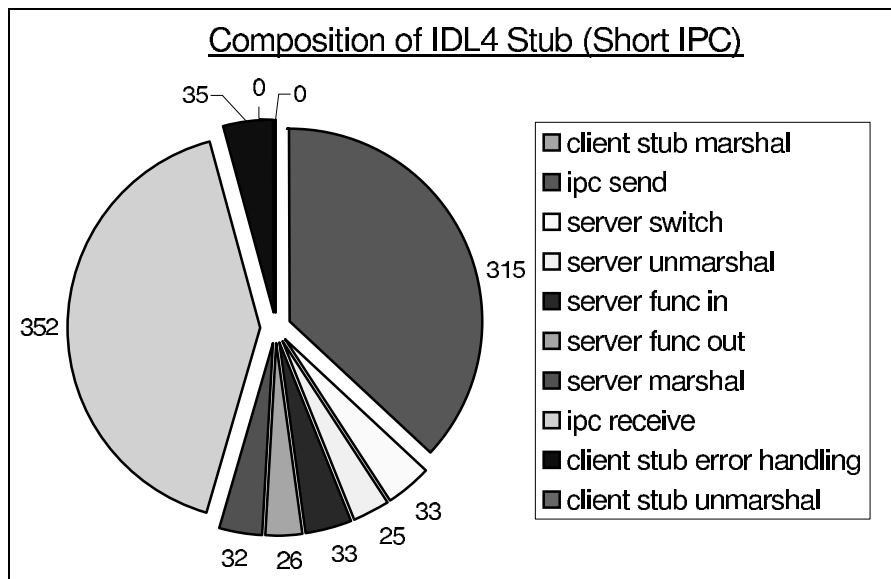 Composition of IDL4 Stub (Short IPC)
0
0
35
315
352
33
25
33
26
32
client stub marshal
ipc send
server switch
server unmarshal
server func in
server func out
server marshal
ipc receive
client stub error handling
client stub unmarshal